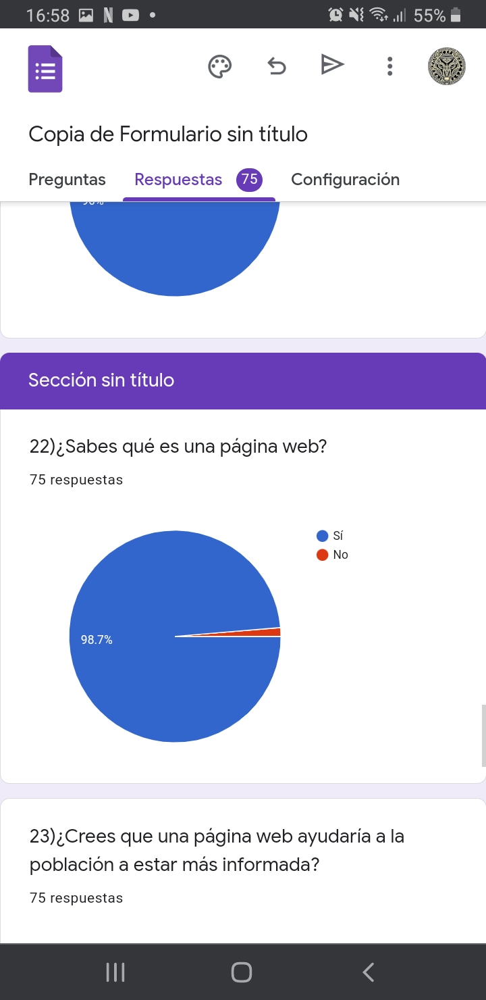 16:58
55%
Copia de Formulario sin título
Preguntas Respuestas 75 Configuración
Sección sin título
22)¿Sabes qué es una página web?
75 respuestas
Sí
No
98.7%
23)¿Crees que una página web ayudaría a la
población a estar más informada?
75 respuestas